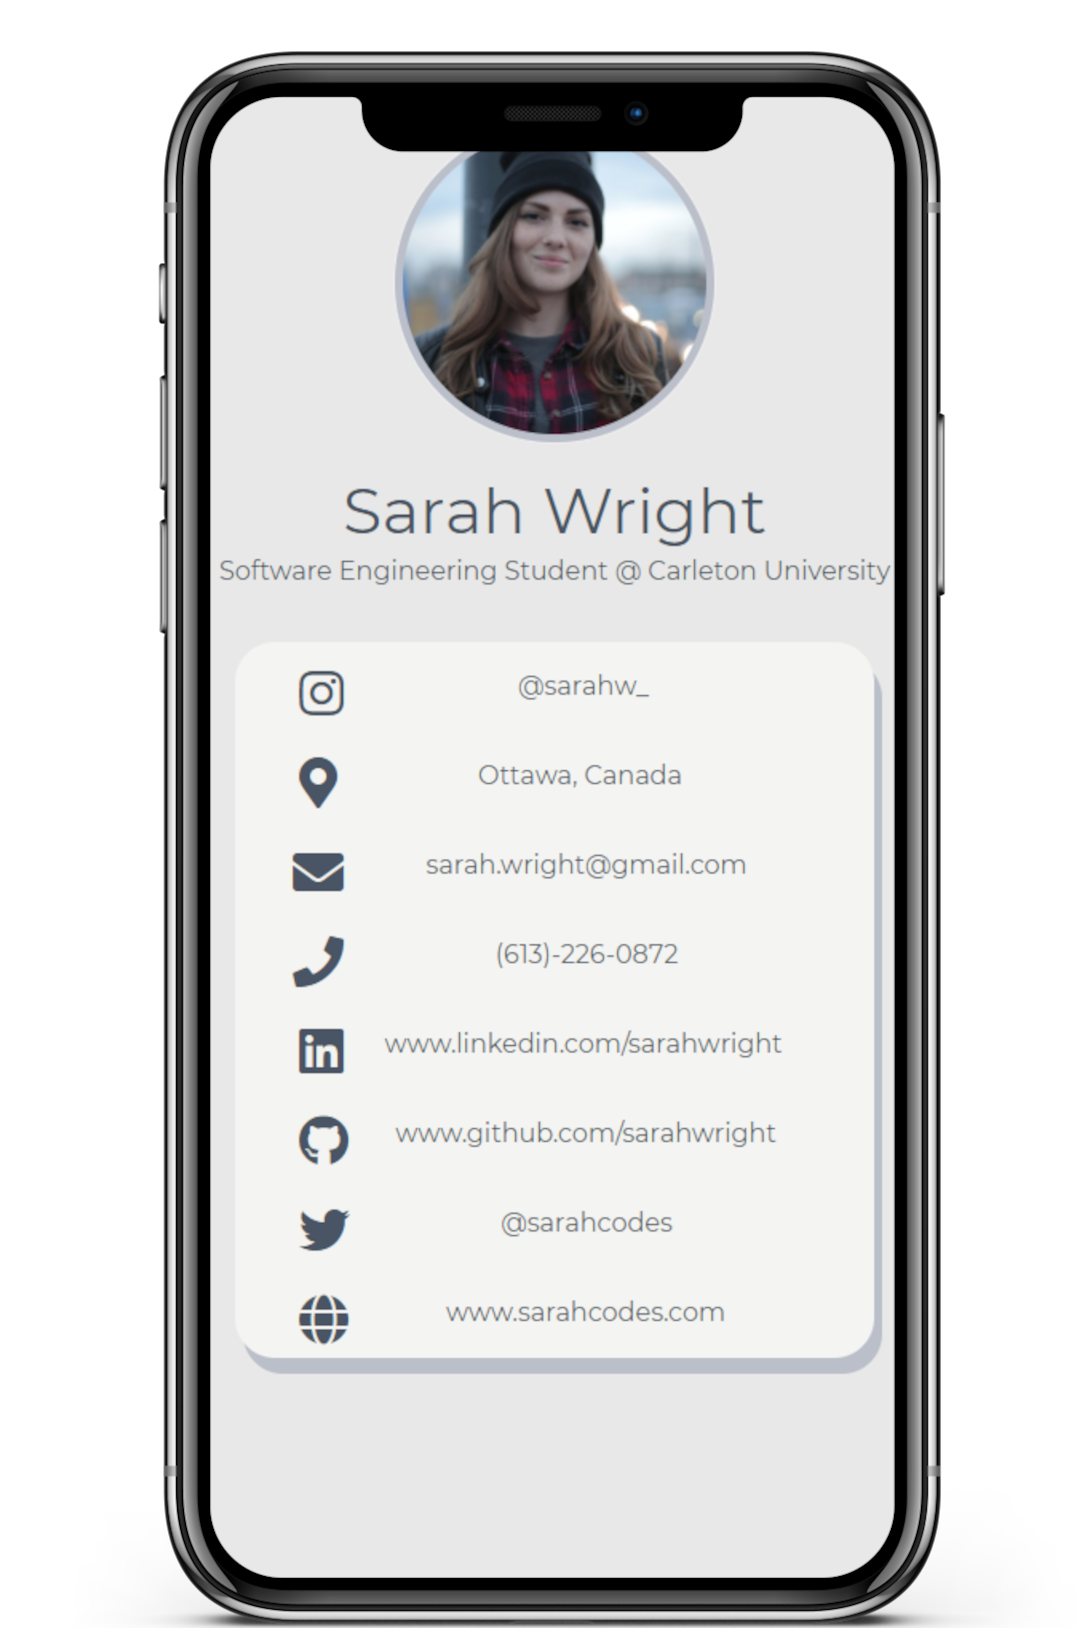 Sarah Wright
Software Engineering Student @ Carleton University
@sarahw_
Ottawa, Canada
sarah.wright@gmail.com
(613)-226-0872
in www.linkedin.com/sarahwright
www.github.com/sarahwright
@sarahcodes
www.sarahcodes.com